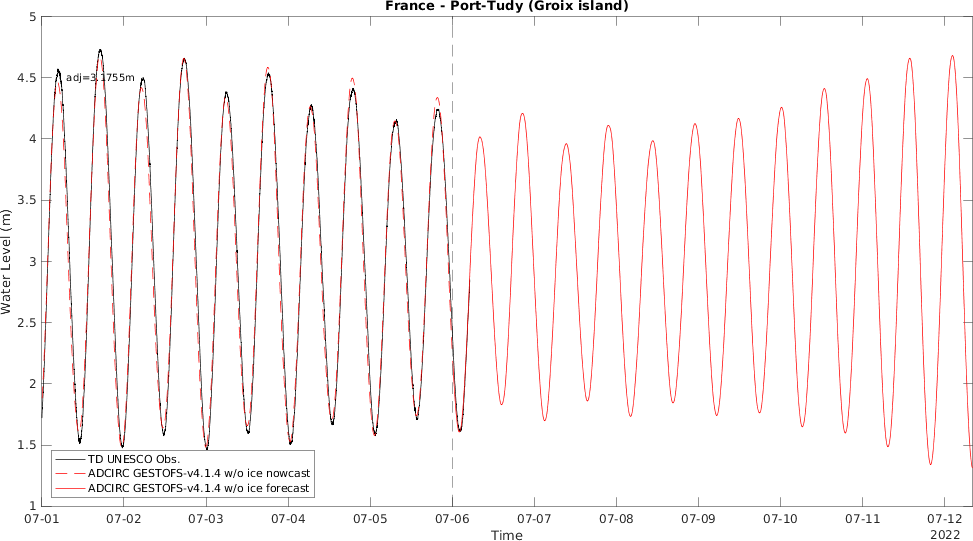 France - Port-Tudy (Groix island)
5
4.5
4
3.5
3
2.5
2
1.5
1
Water Level (m)
adj=3.1755m
TD UNESCO Obs.
ADCIRC GESTOFS-v4.1.4 w/o ice nowcast
ADCIRC GESTOFS-v4.1.4 w/o ice forecast
07-01 07-02 07-03 07-04 07-05 07-06 07-07 07-08 07-09 07-10 07-11 07-12
2022
Time